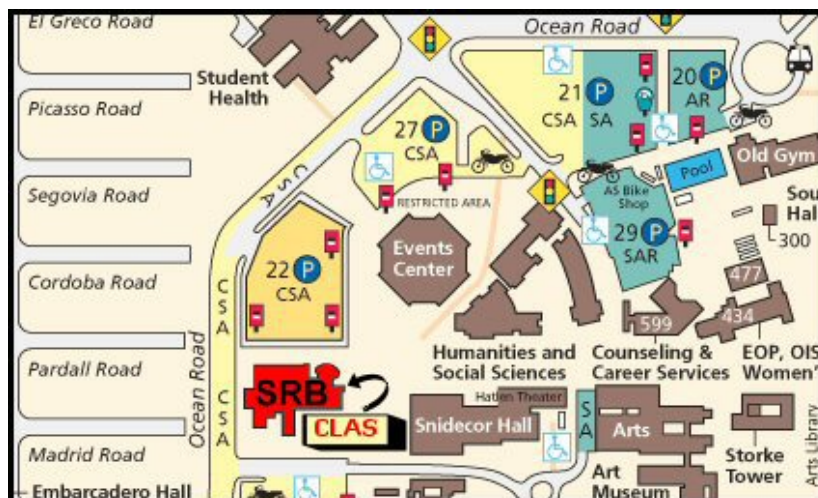 El Greco Road
Ocean Road
Student
Health
21
P
CSA
SA
20 P
AR
Picasso Road
27 P
CSA
CSA
Old Gym
Pool
Segovia Road
RESTRICTED AREA
AS Bike
Shop
Sou
Hal
300
29 P
SAR
Events
Center
22 P
CSA
477
Cordoba Road
CSA
434
599
Ocean Road
Humanities and
Social Sciences
Counseling &
Career Services
EOP, OIS
Women'
Pardall Road
SRB
CSA
Hatlen Theater
CLAS
Snidecor Hall
SA
Arts
Storke
Tower
Arts Library
Madrid Road
Art
Museum
Embarcadero Hall